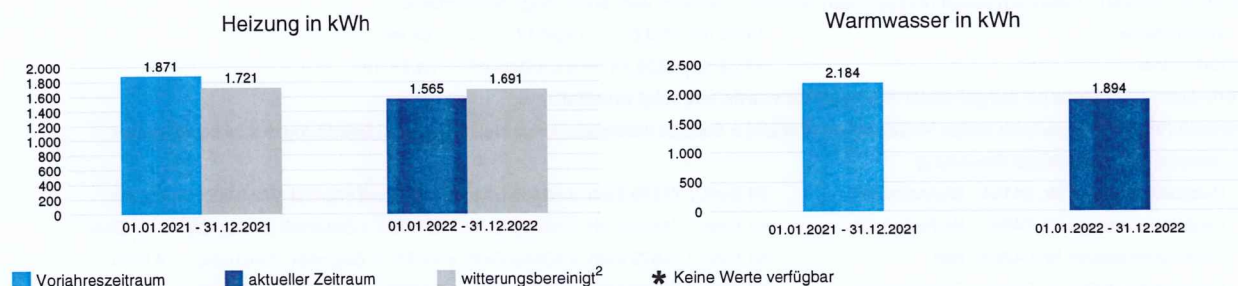 Heizung in kWh
2.000
1.800
1.600
1.400
1.200
1.000
800
600
400
200
0
1.871
1.721
1.565
1.691
01.01.2021 - 31.12.2021
01.01.2022 - 31.12.2022
Warmwasser in kWh
2.500
2.000
1.500
1.000
500
0
2.184
1.894
01.01.2021 - 31.12.2021
01.01.2022 - 31.12.2022
Vorjahreszeitraum
aktueller Zeitraum
witterungsbereinigt²
* Keine Werte verfügbar